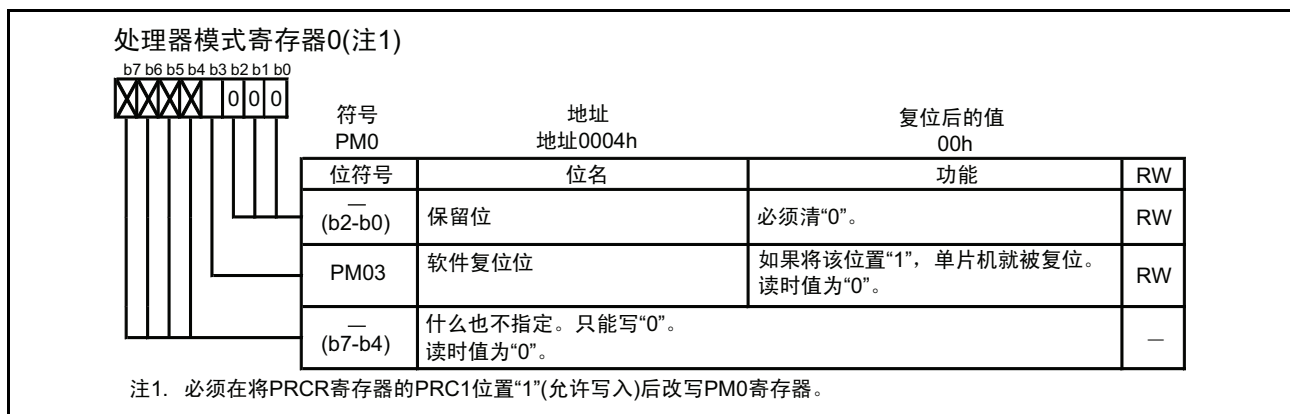 处理器模式寄存器0(注1)
b7 b6 b5 b4 b3 b2 b1 b0
0 0 0
符号 地址 复位后的值
PM0 地址0004h 00h
位符号 位名 功能 RW
—
(b2-b0) 保留位 必须清“0”。 RW
PM03 软件复位位 如果将该位置“1”，单片机就被复位。 RW
读时值为“0”。
— 什么也不指定。只能写“0”。 —
(b7-b4) 读时值为“0”。
注1. 必须在将PRCR寄存器的PRC1位置“1”(允许写入)后改写PM0寄存器。